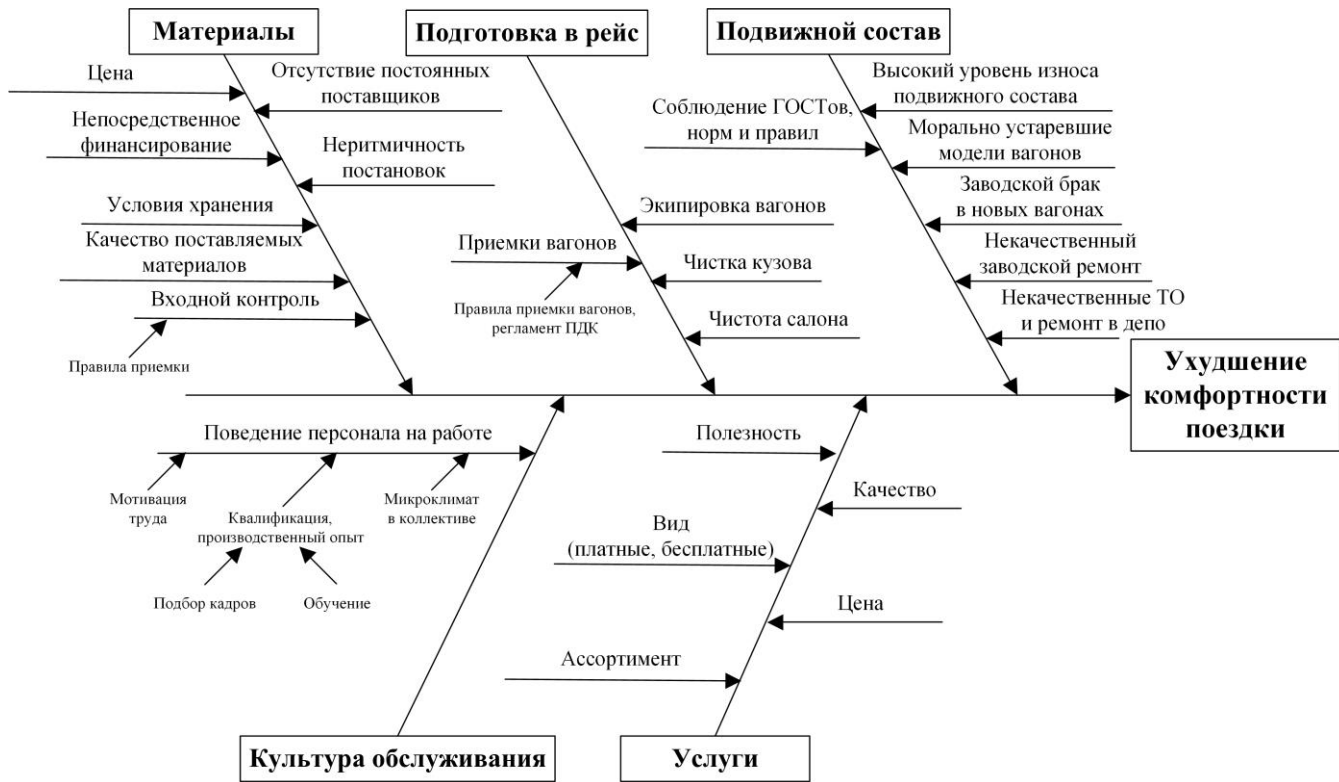 Материалы
Подготовка в рейс
Подвижной состав
Цена
Отсутствие постоянных
поставщиков
Непосредственное
финансирование
Неритмичность
постановок
Условия хранения
Качество поставляемых
материалов
Входной контроль
Правила приемки
Экипировка вагонов
Приемки вагонов
Правила приемки вагонов,
регламент ПДК
Чистка кузова
Чистота салона
Высокий уровень износа
подвижного состава
Соблюдение ГОСТов,
норм и правил
Морально устаревшие
модели вагонов
Заводской брак
в новых вагонах
Некачественный
заводской ремонт
Некачественные ТО
и ремонт в депо
Ухудшение
комфортности
поездки
Поведение персонала на работе
Мотивация
труда
Квалификация,
производственный опыт
Микроклимат
в коллективе
Подбор кадров
Обучение
Полезность
Качество
Вид
(платные, бесплатные)
Цена
Ассортимент
Культура обслуживания
Услуги